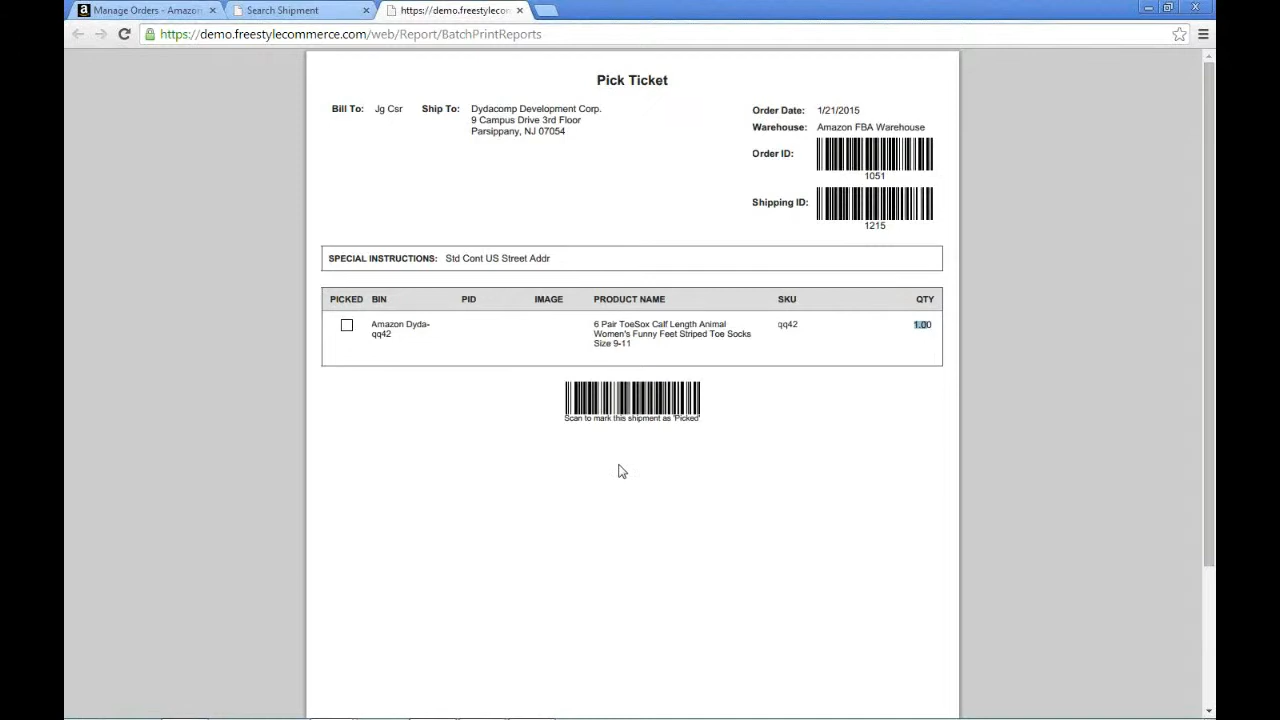 Manage Orders - Amazon
Search Shipment
https://demo.freestylecor
https://demo.freestylecommerce.com/web/Report/BatchPrintReports
Pick Ticket
Bill To: Jg Csr Ship To: Dydacomp Development Corp.
9 Campus Drive 3rd Floor
Parsippany, NJ 07054
Order Date: 1/21/2015
Warehouse: Amazon FBA Warehouse
Order ID:
1051
Shipping ID:
1215
SPECIAL INSTRUCTIONS: Std Cont US Street Addr
PICKED BIN PID IMAGE PRODUCT NAME SKU QTY
Amazon Dyda-
qq42
6 Pair ToeSox Calf Length Animal
Women's Funny Feet Striped Toe Socks
Size 9-11
qq42
1.00
Scan to mark this shipment as 'Picked'